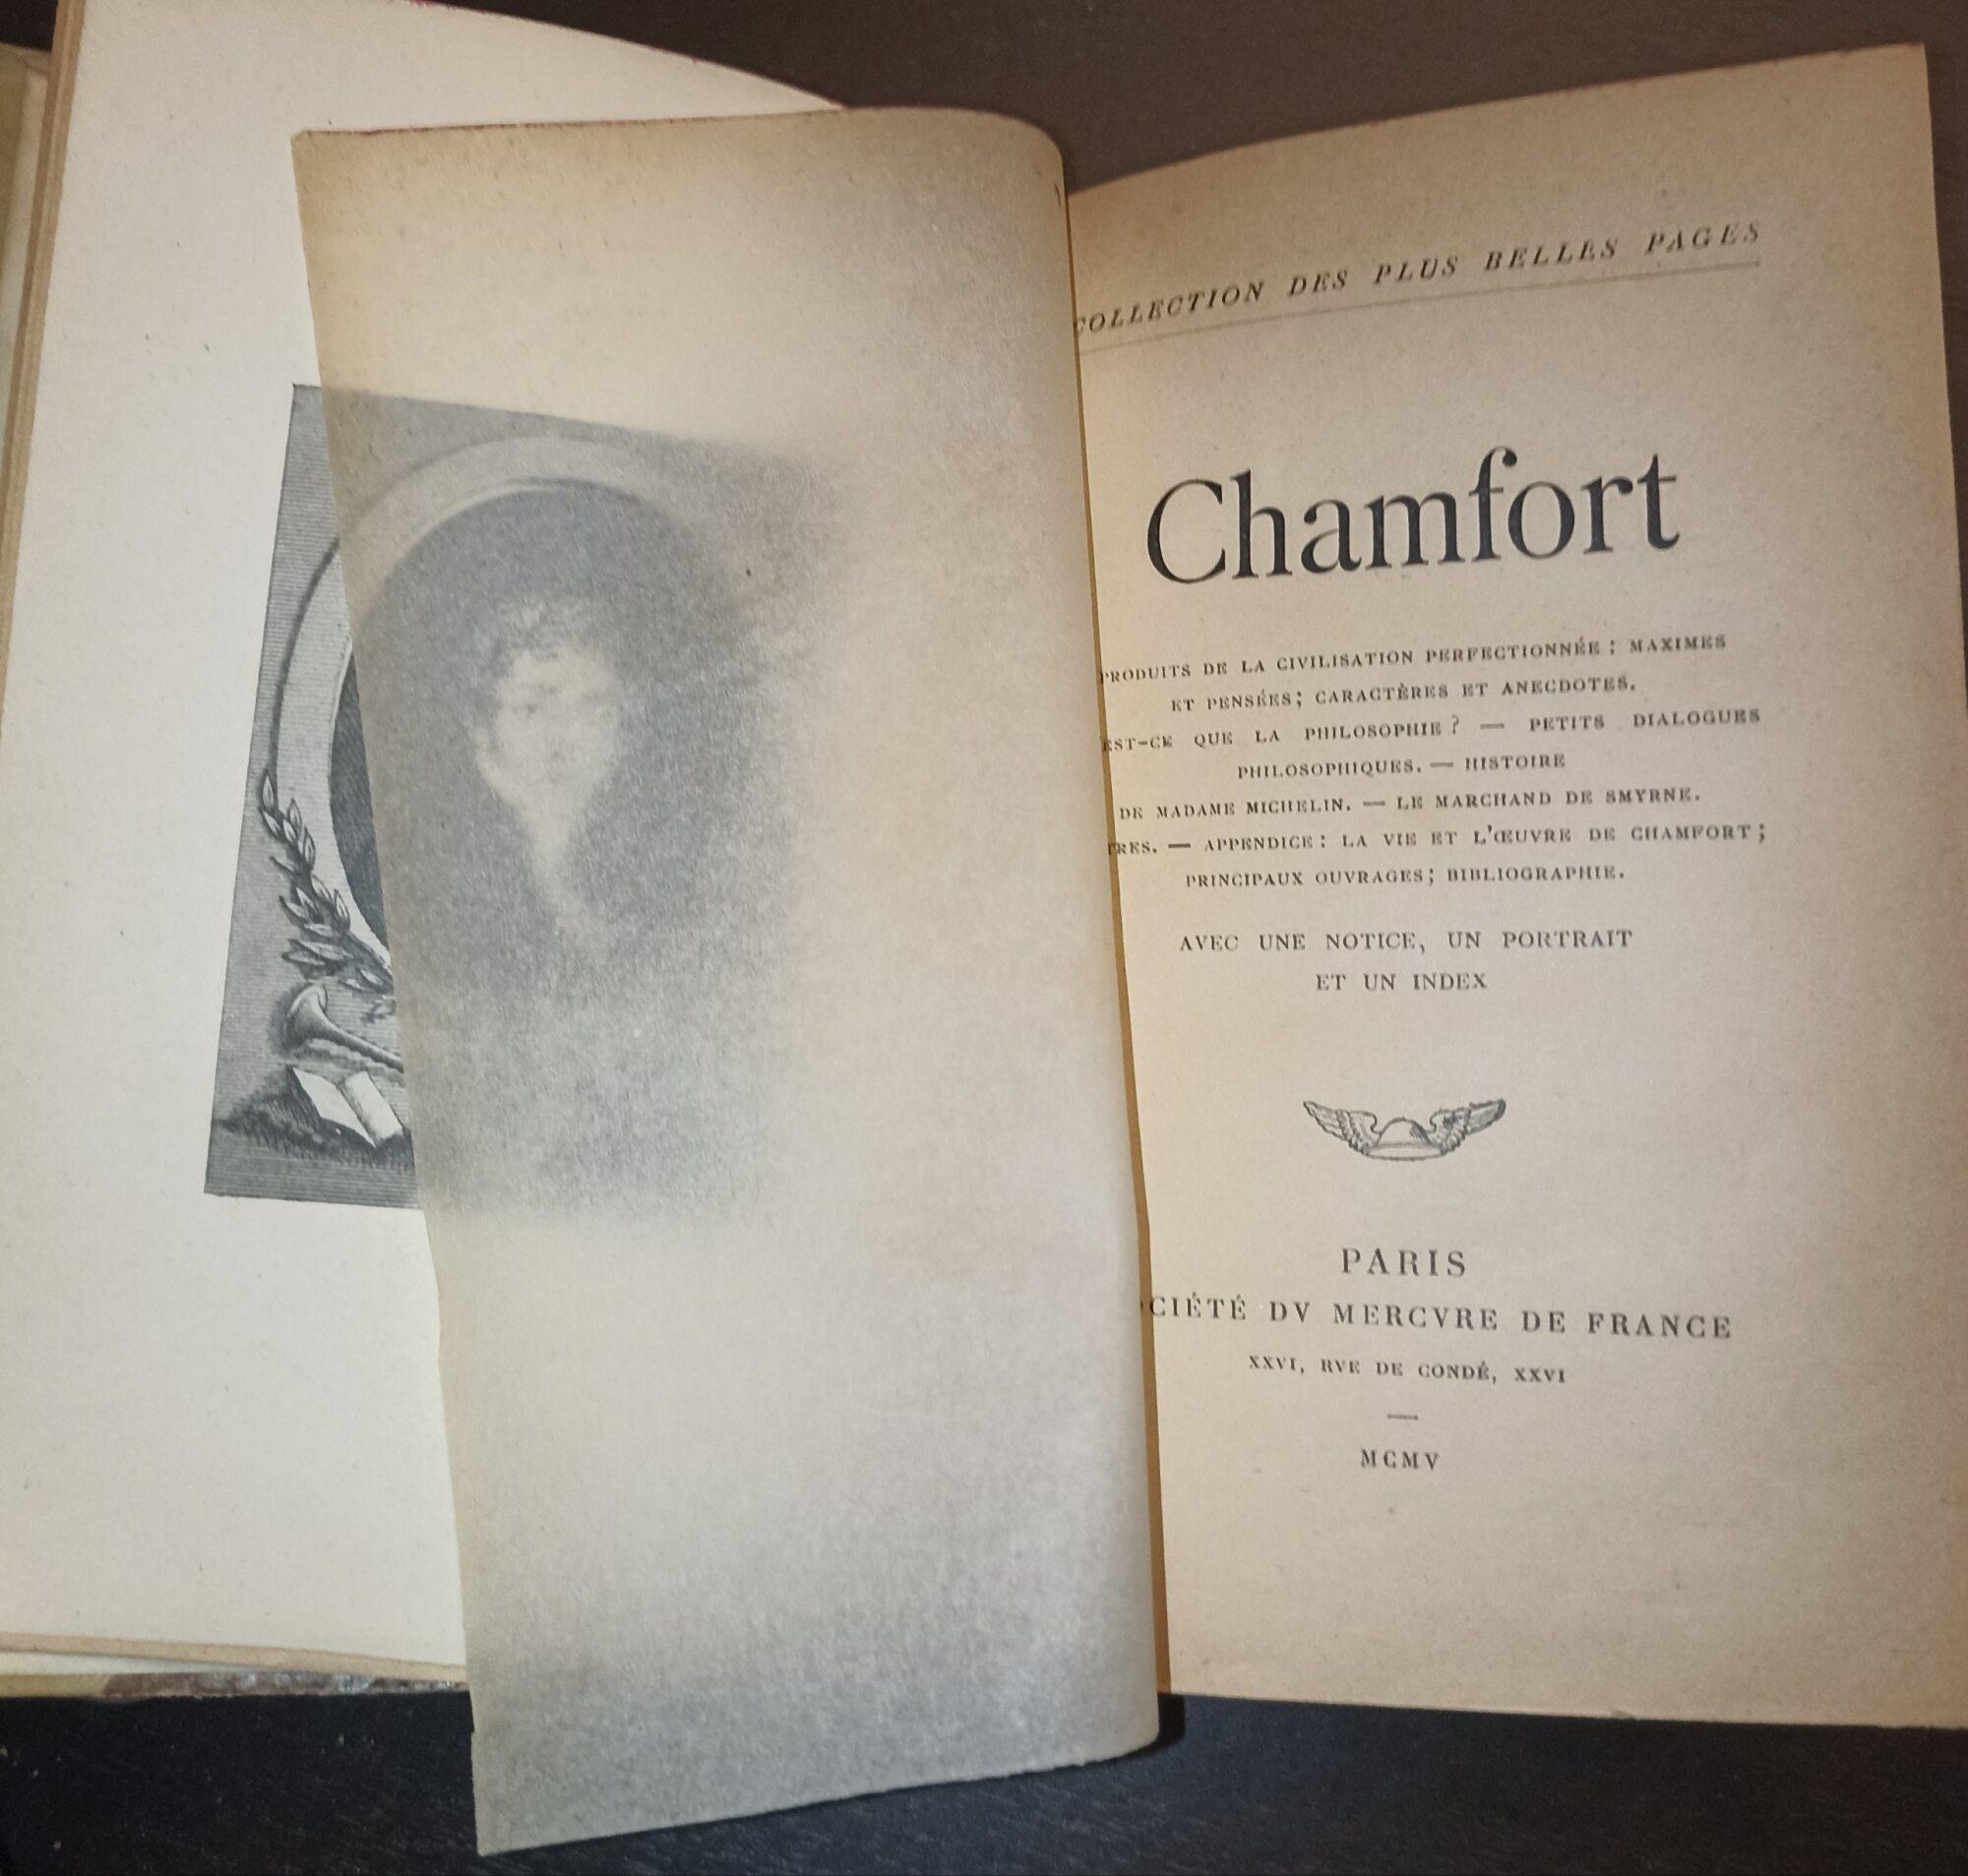 COLLECTION DES PLUS BELLES PAGES
Chamfort
PRODUITS DE LA CIVILISATION PERFECTIONNÉE : MAXIMES
ET PENSÉES ; CARACTÈRES ET ANECDOTES.
EST-CE QUE LA PHILOSOPHIE ? — PETITS DIALOGUES
PHILOSOPHIQUES. — HISTOIRE
DE MADAME MICHELIN. — LE MARCHAND DE SMYRNE.
— APPENDICE : LA VIE ET L'ŒUVRE DE CHAMFORT ;
PRINCIPAUX OUVRAGES ; BIBLIOGRAPHIE.
AVEC UNE NOTICE, UN PORTRAIT
ET UN INDEX
PARIS
CIÉTÉ DV MERCVRE DE FRANCE
XXVI, RVE DE CONDÉ, XXVI
MCMV